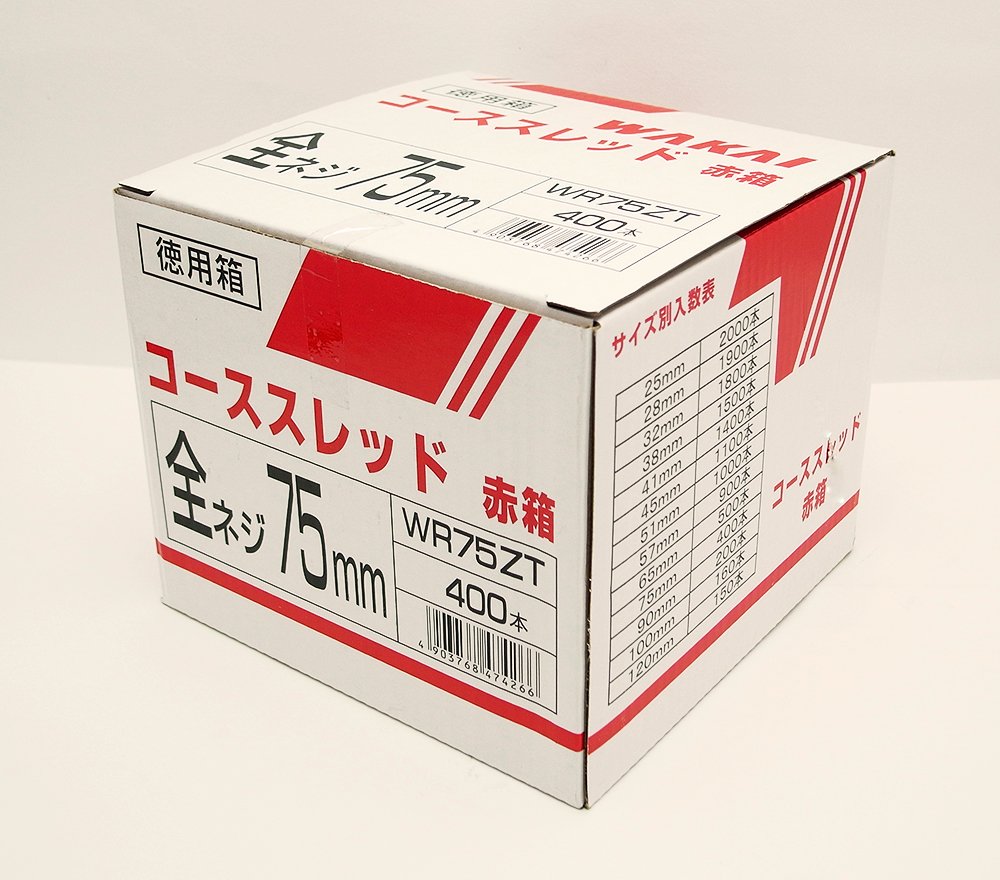 徳用箱
WAKAI
コーススレッド 赤箱
全ネジ 75mm
WR75ZT
400本
4903768474266
徳用箱
コーススレッド 赤箱
全ネジ 75mm
WR75ZT
400本
4 903768 474266
サイズ別入数表
25mm 2000本
28mm 1900本
32mm 1800本
38mm 1500本
41mm 1400本
45mm 1100本
51mm 1000本
57mm 900本
65mm 500本
75mm 400本
90mm 200本
100mm 160本
120mm 150本
コーススレッド
赤箱